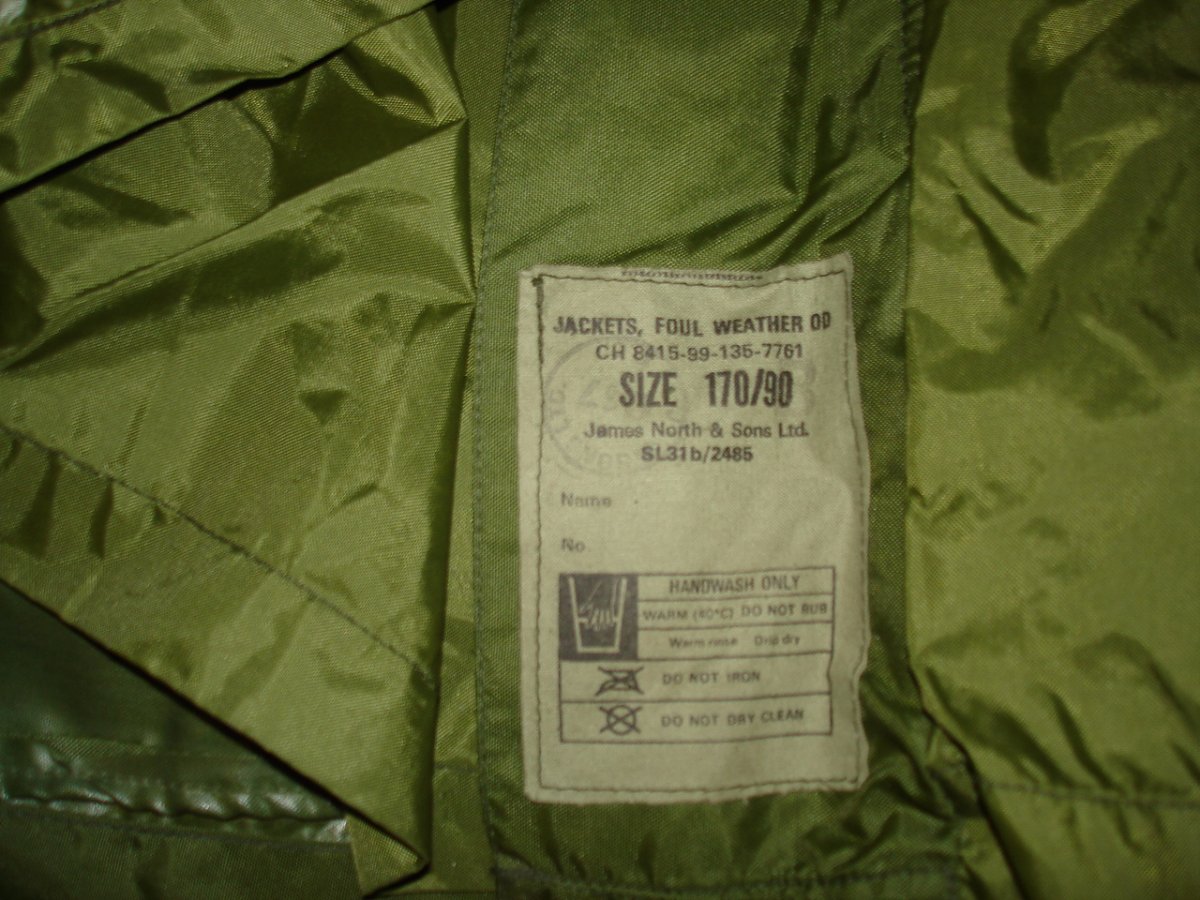 JACKETS, FOUL WEATHER OD
CH 8415-99-135-7761
SIZE 170/90
James North & Sons Ltd.
SL31b/2485
Name
No
HANDWASH ONLY
WARM (40°C) DO NOT RUB
Warm rinse Drip dry
DO NOT IRON
DO NOT DRY CLEAN